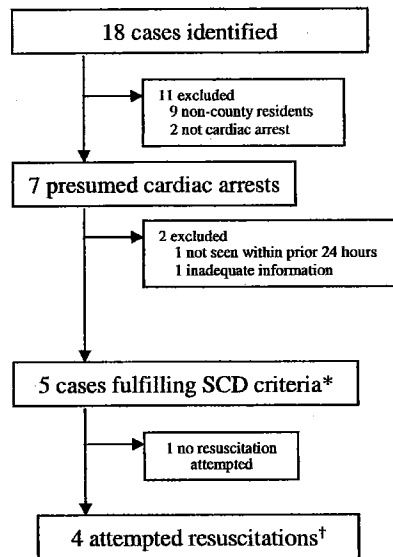 18 cases identified
11 excluded
9 non-county residents
2 not cardiac arrest
7 presumed cardiac arrests
2 excluded
1 not seen within prior 24 hours
1 inadequate information
5 cases fulfilling SCD criteria*
1 no resuscitation
attempted
4 attempted resuscitations†